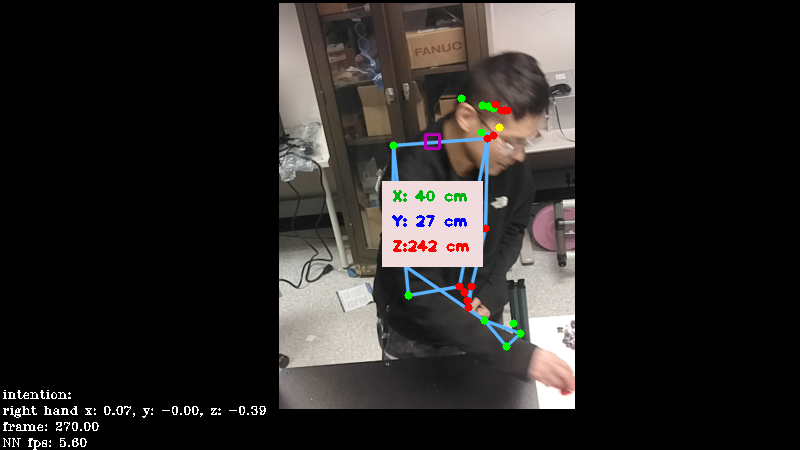 FANUC
X: 40 cm
Y: 27 cm
Z:242 cm
intention:
right hand x: 0.07, y: -0.00, z: -0.39
frame: 270.00
NN fps: 5.60